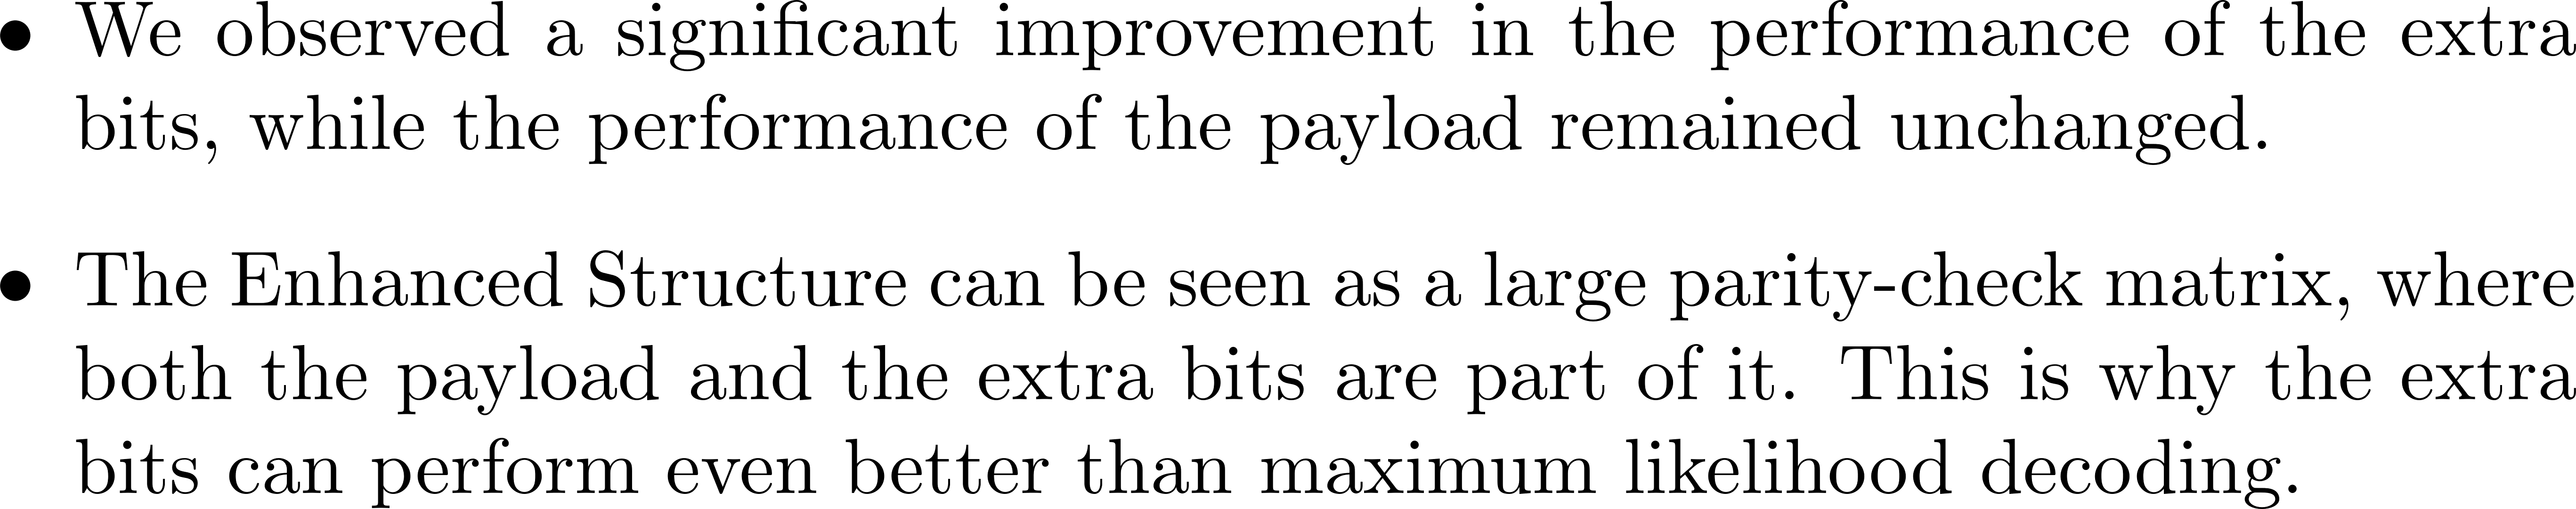 • We observed a significant improvement in the performance of the extra
bits, while the performance of the payload remained unchanged.
• The Enhanced Structure can be seen as a large parity-check matrix, where
both the payload and the extra bits are part of it. This is why the extra
bits can perform even better than maximum likelihood decoding.